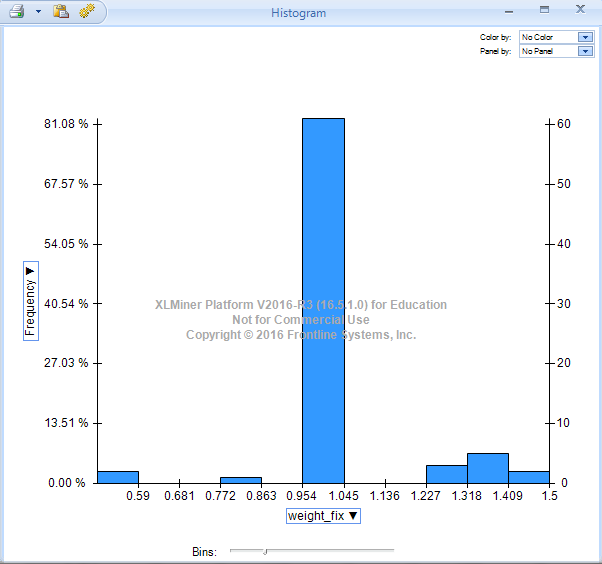 Histogram
Color by: No Color
Panel by: No Panel
81.08 % 60
67.57 % 50
54.05 % 40
40.54 % 30
27.03 % 20
13.51 % 10
0.00 % 0
Frequency ▼
XLMiner Platform V2016-R3 (16.5.1.0) for Education
Not for Commercial Use
Copyright © 2016 Frontline Systems, Inc.
0.59 0.681 0.772 0.863 0.954 1.045 1.136 1.227 1.318 1.409 1.5
weight_fix ▼
Bins: